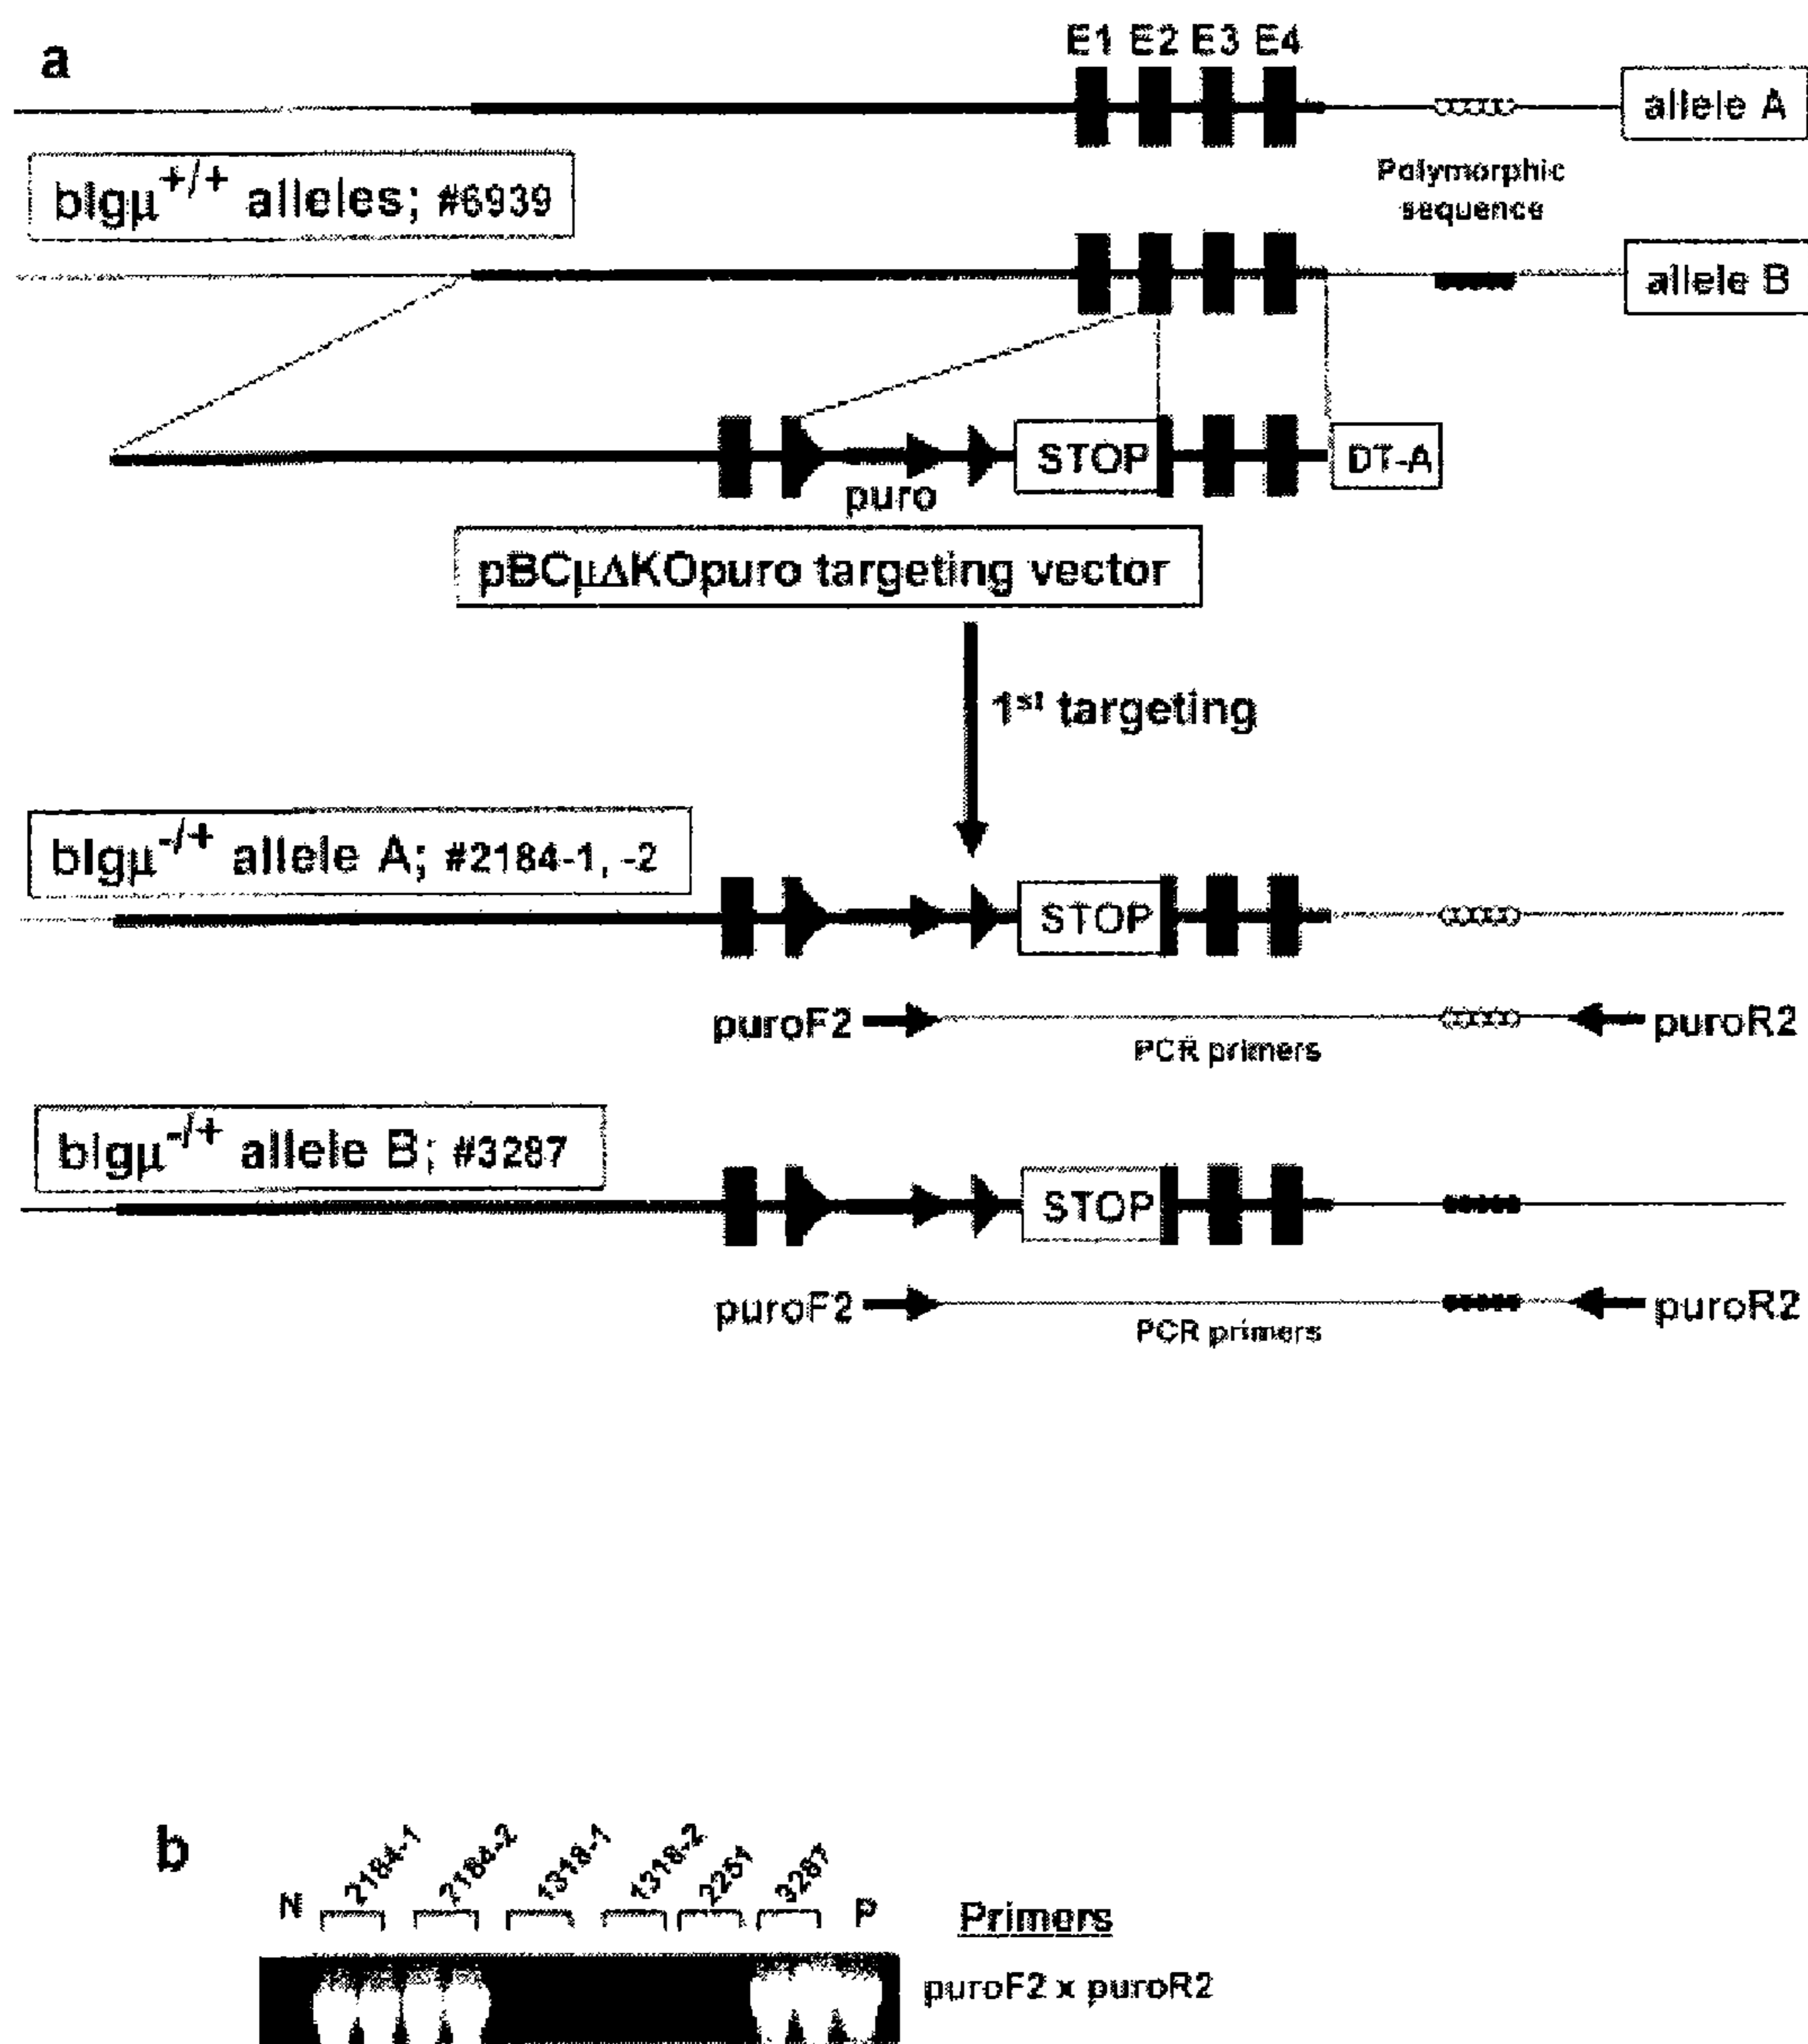 a
E1 E2 E3 E4
allele A
bIgμ+/+ alleles; #6939
Polymorphic
sequence
allele B
STOP
DT-A
puro
pBCμΔKOpuro targeting vector
1st targeting
bIgμ-/+ allele A; #2184-1, -2
STOP
puroF2
PCR primers
puroR2
bIgμ-/+ allele B; #3287
STOP
puroF2
PCR primers
puroR2
b
N 2184-1 2184-2 1318-1 1318-2 2251 3287 P
Primers
puroF2 x puroR2